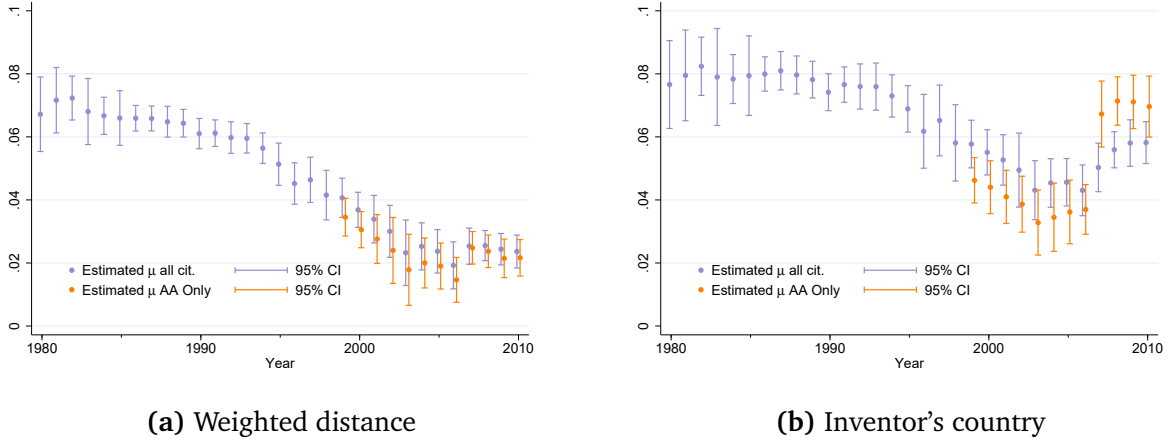 .1
.08
.06
.04
.02
0
Estimated µ all cit. 95% CI
Estimated µ AA Only 95% CI
1980 1990 2000 2010
Year
(a) Weighted distance
.1
.08
.06
.04
.02
0
Estimated µ all cit. 95% CI
Estimated µ AA Only 95% CI
1980 1990 2000 2010
Year
(b) Inventor's country